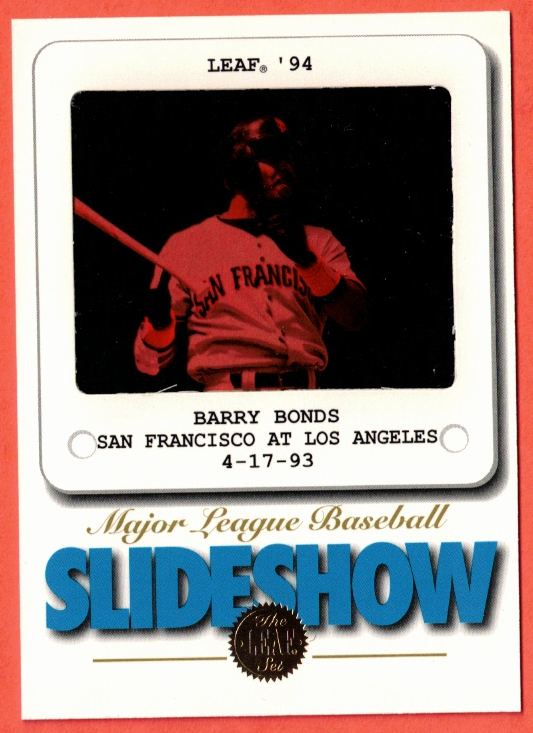 LEAF® '94
SAN FRANCISC
BARRY BONDS
SAN FRANCISCO AT LOS ANGELES
4-17-93
Major League Baseball
SLIDESHOW
The
LEAF
Set